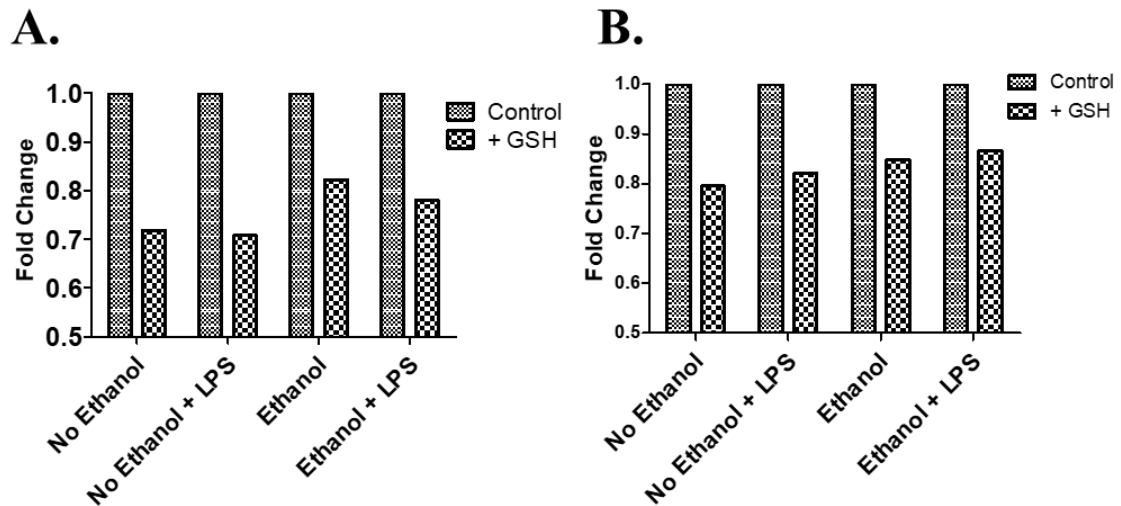 A.
Fold Change
1.0
0.9
0.8
0.7
0.6
0.5
No Ethanol
No Ethanol + LPS
Ethanol
Ethanol + LPS
Control
+ GSH
B.
Fold Change
1.0
0.9
0.8
0.7
0.6
0.5
No Ethanol
No Ethanol + LPS
Ethanol
Ethanol + LPS
Control
+ GSH